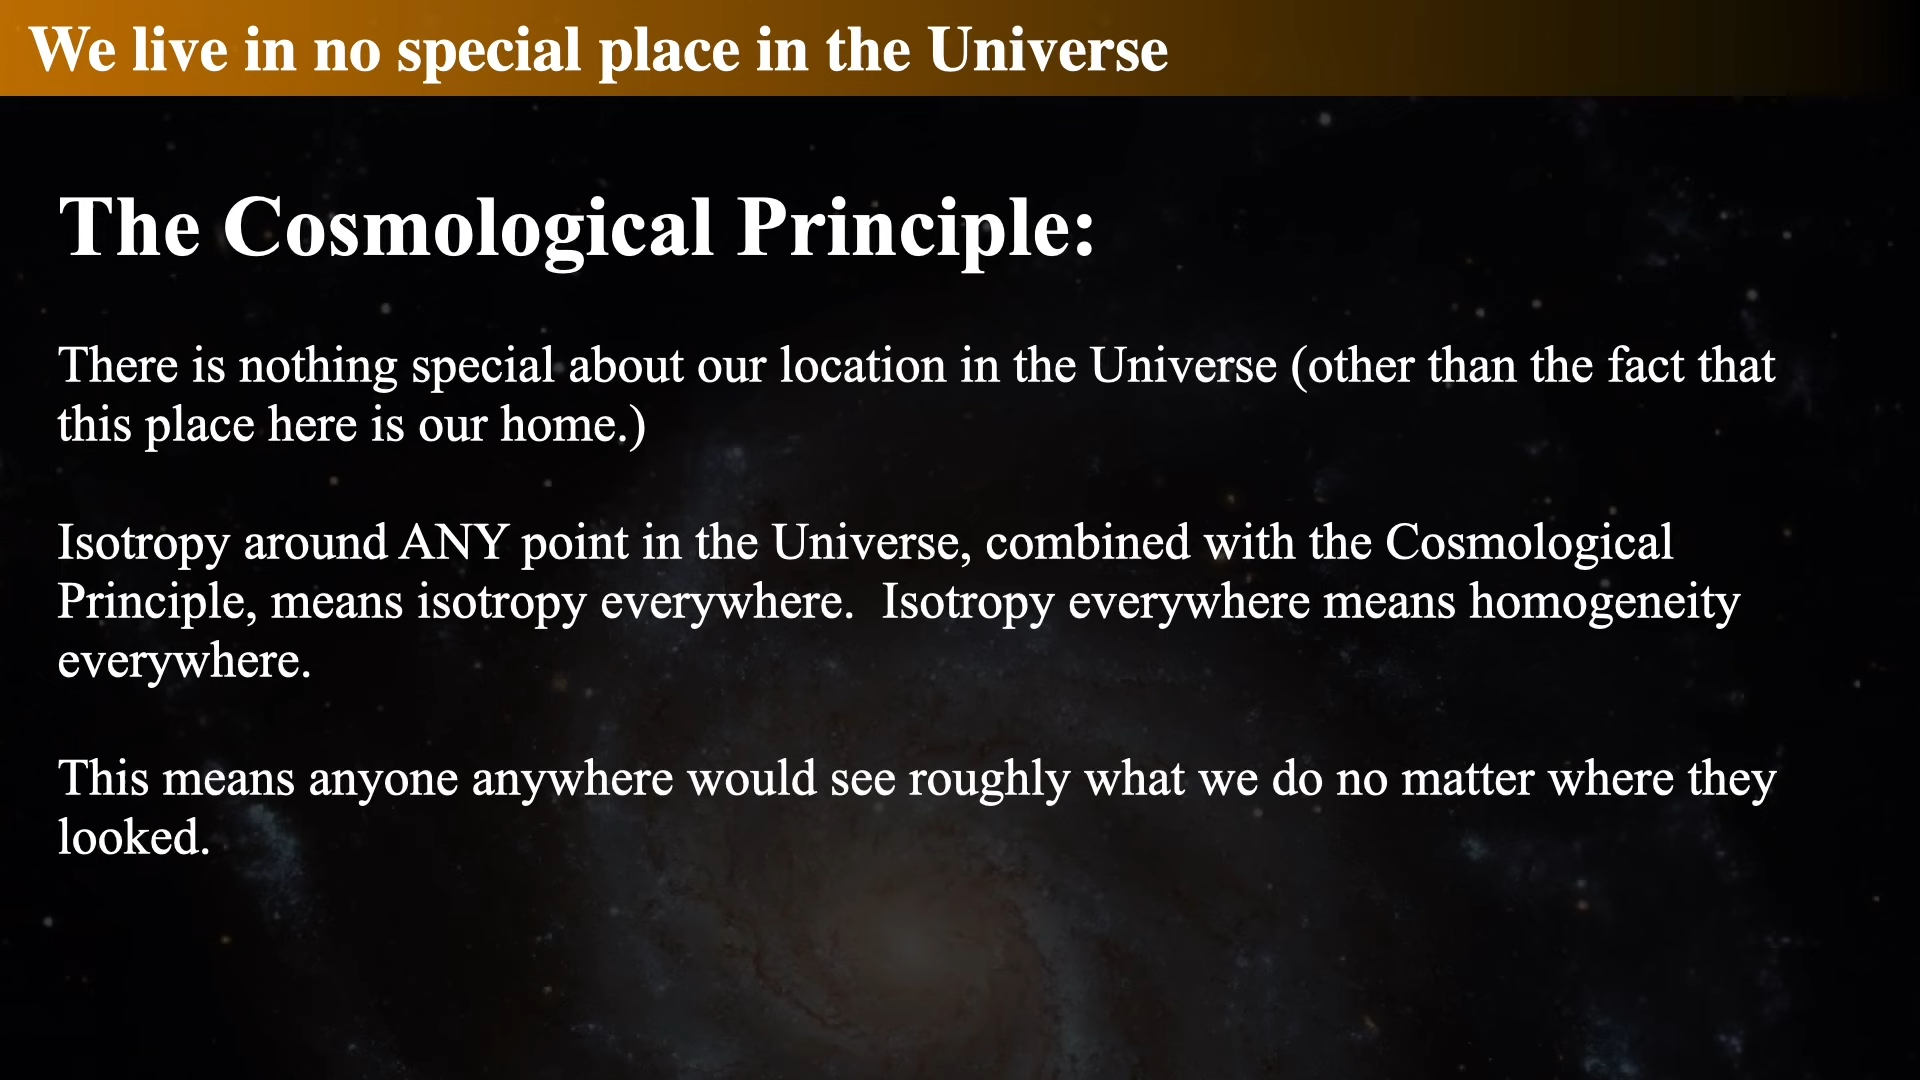 We live in no special place in the Universe
The Cosmological Principle:
There is nothing special about our location in the Universe (other than the fact that
this place here is our home.)
Isotropy around ANY point in the Universe, combined with the Cosmological
Principle, means isotropy everywhere.  Isotropy everywhere means homogeneity
everywhere.
This means anyone anywhere would see roughly what we do no matter where they
looked.